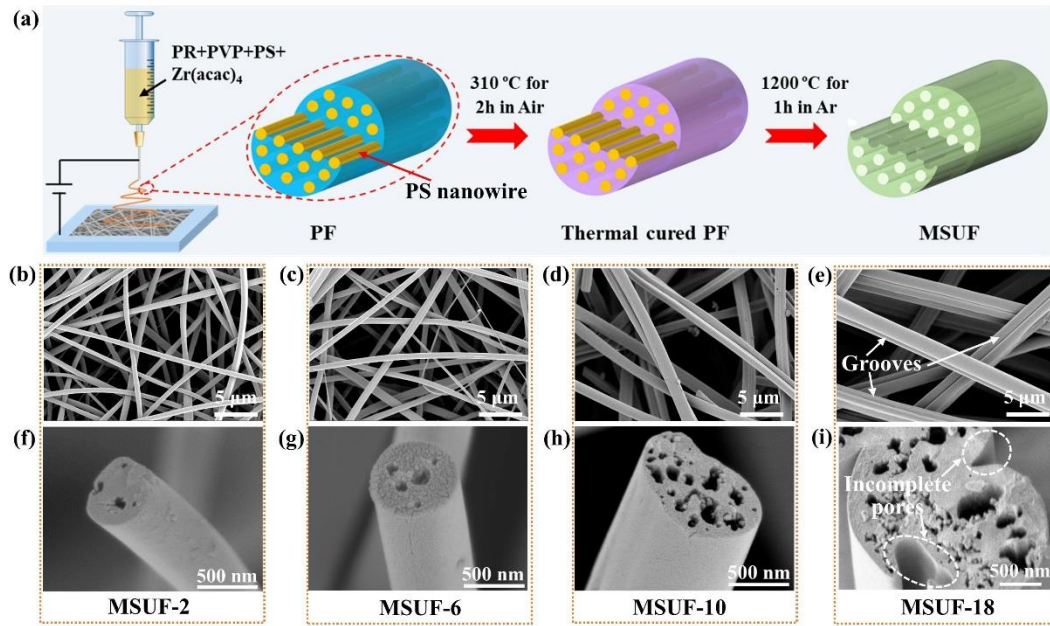 (a)
PR+PVP+PS+
Zr(acac)₄
310 °C for
2h in Air
1200 °C for
1h in Ar
PS nanowire
PF
Thermal cured PF
MSUF
(b)
5 μm
(c)
5 μm
(d)
5 μm
(e)
Grooves
5 μm
(f)
500 nm
(g)
500 nm
(h)
500 nm
(i)
Incomplete
pores
500 nm
MSUF-2
MSUF-6
MSUF-10
MSUF-18